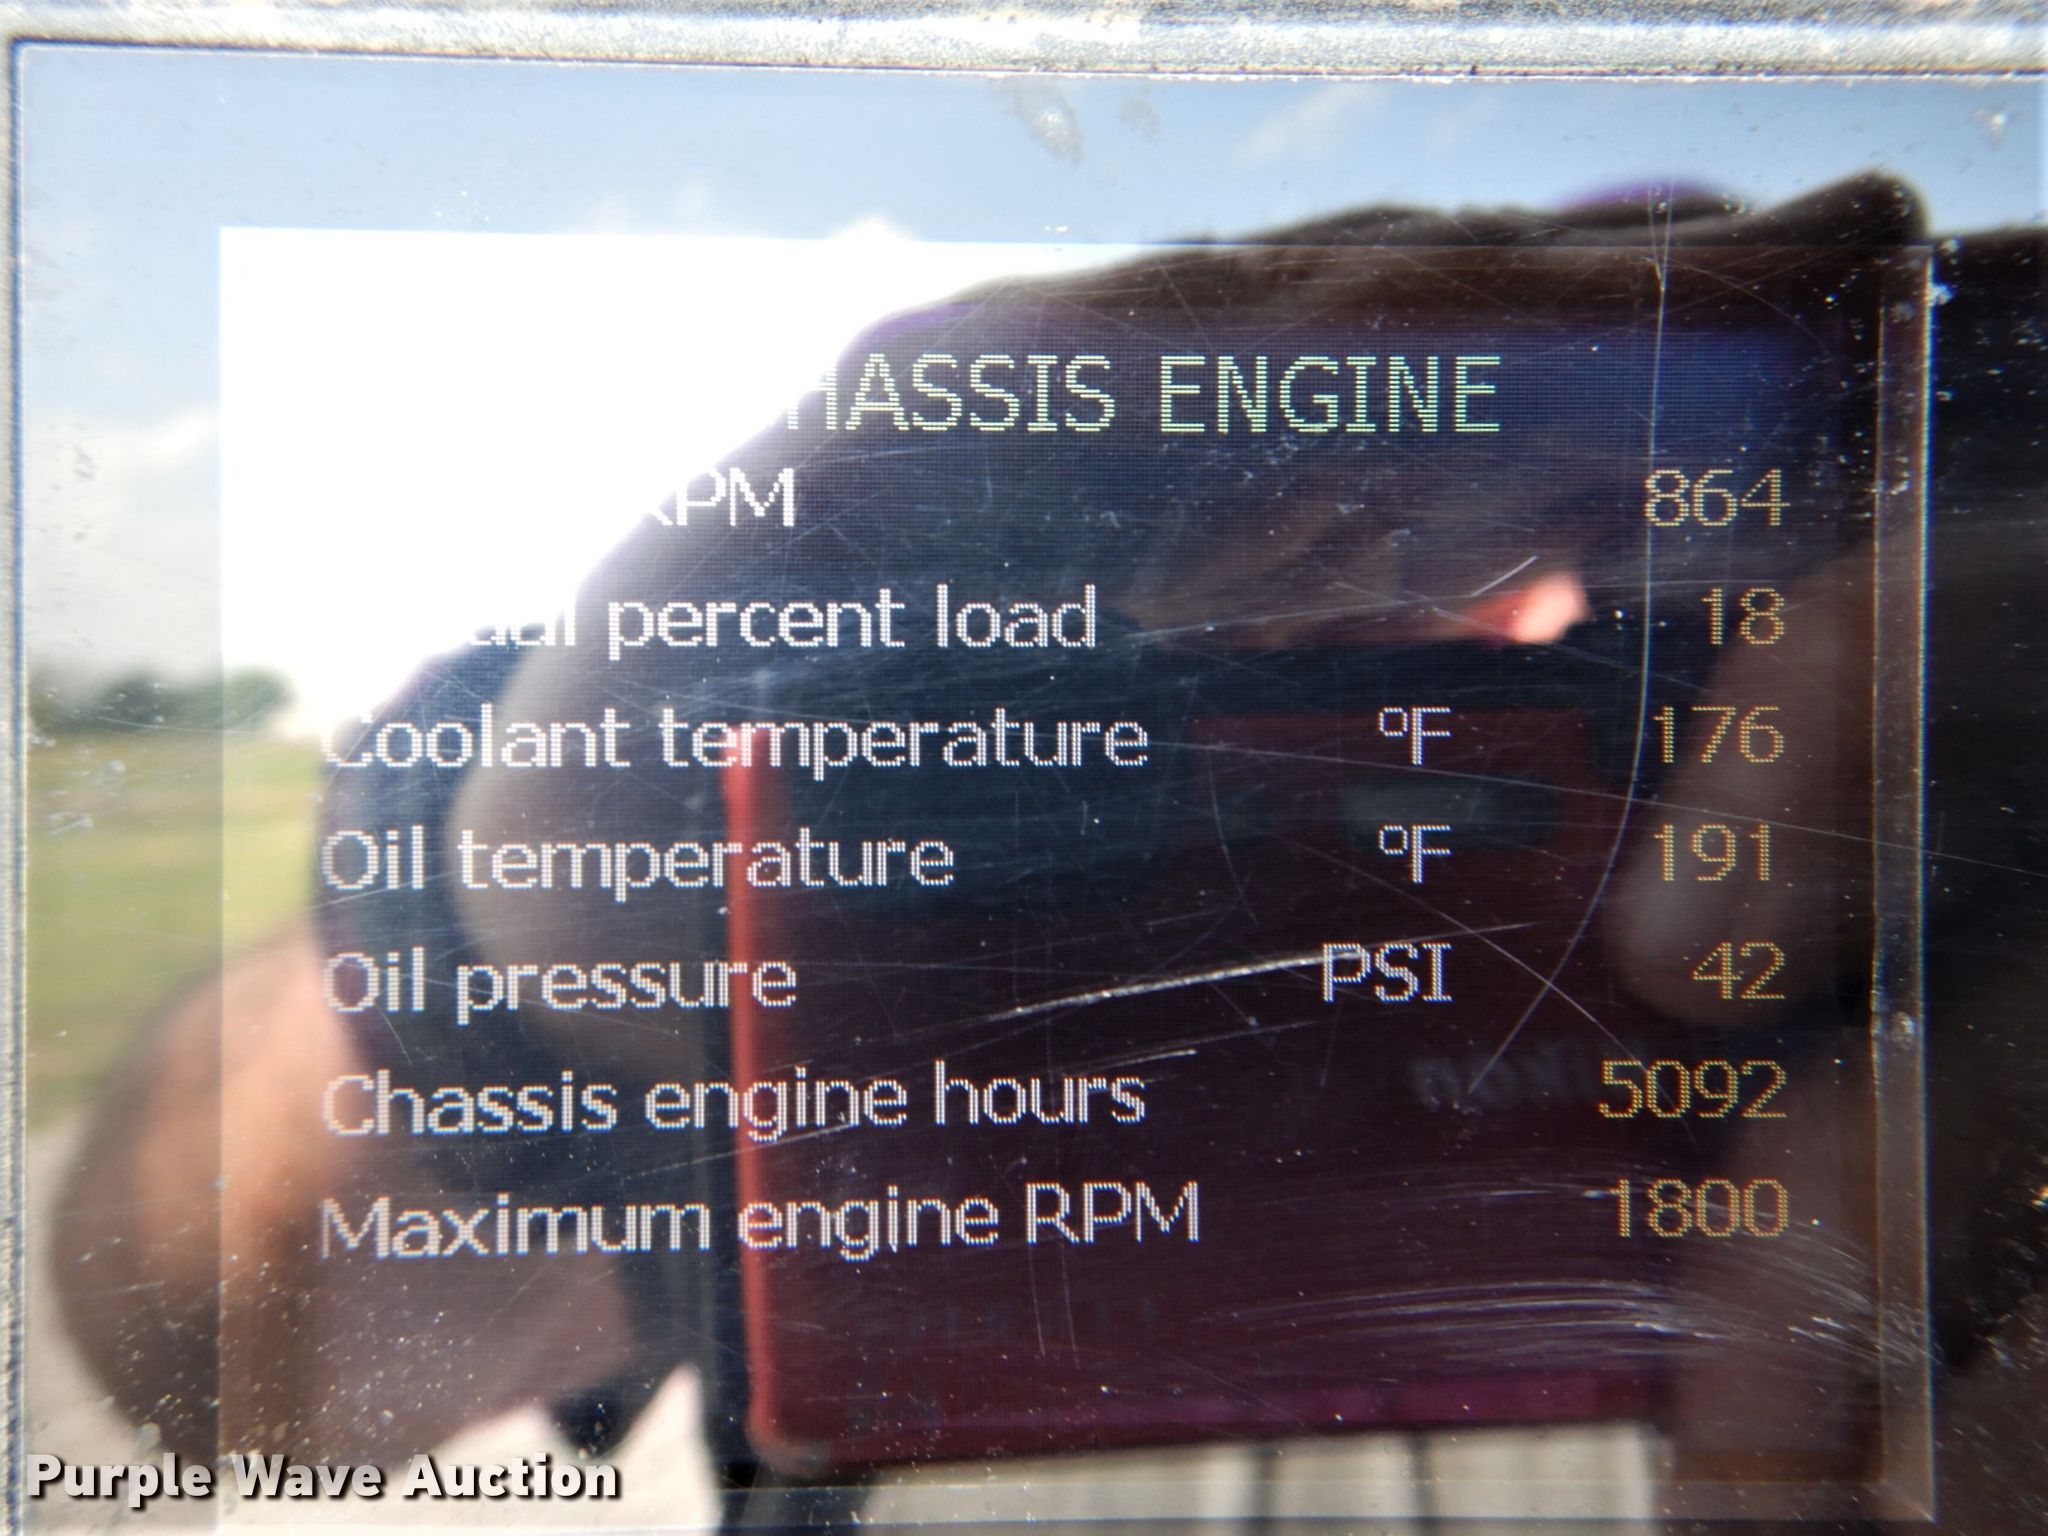 CHASSIS ENGINE
RPM 864
percent load 18
Coolant temperature °F 176
Oil temperature °F 191
Oil pressure PSI 42
Chassis engine hours 5092
Maximum engine RPM 1800
Purple Wave Auction